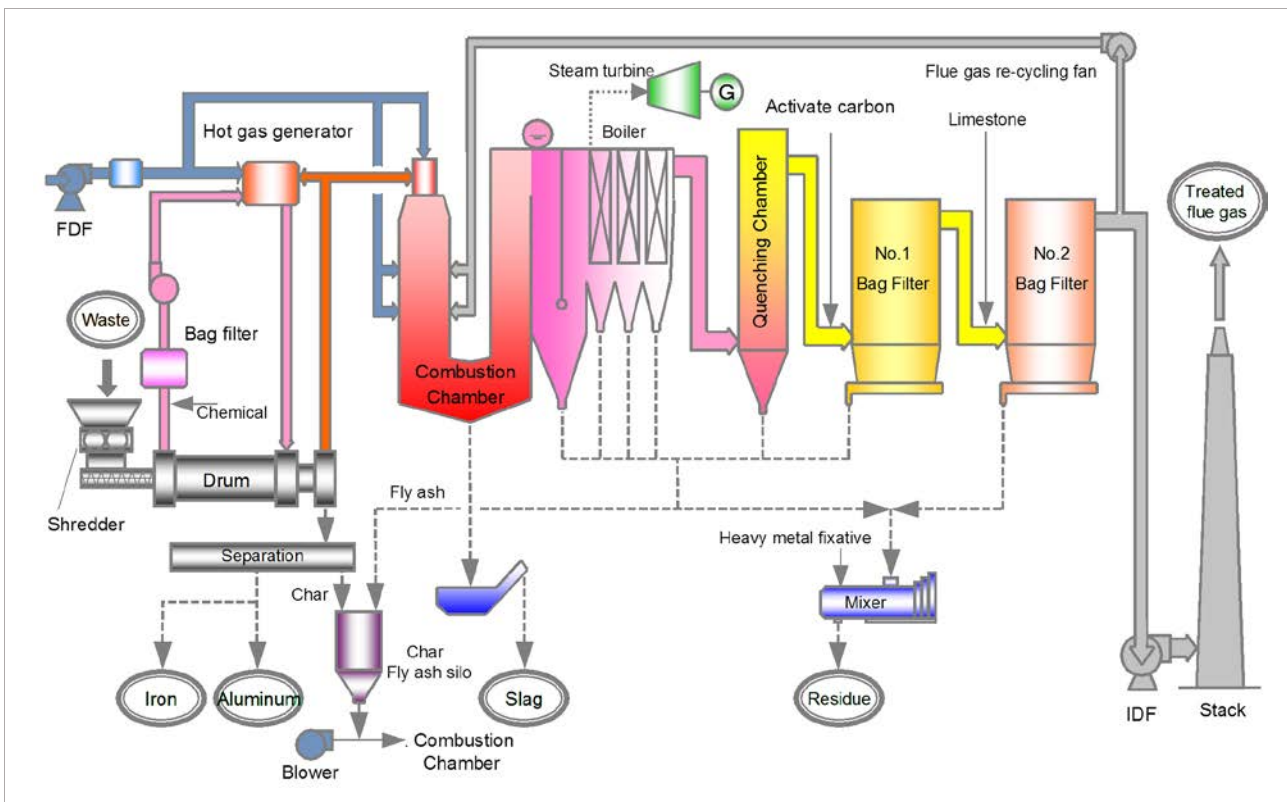 Steam turbine
G
Flue gas re-cycling fan
Hot gas generator
Activate carbon
Boiler
Limestone
FDF
Treated
flue gas
Quenching Chamber
No.1
Bag Filter
No.2
Bag Filter
Waste
Bag filter
Combustion
Chamber
Chemical
Drum
Shredder
Fly ash
Separation
Heavy metal fixative
Char
Mixer
Char
Fly ash silo
Iron
Aluminum
Slag
Residue
IDF
Stack
Blower
. Combustion
Chamber